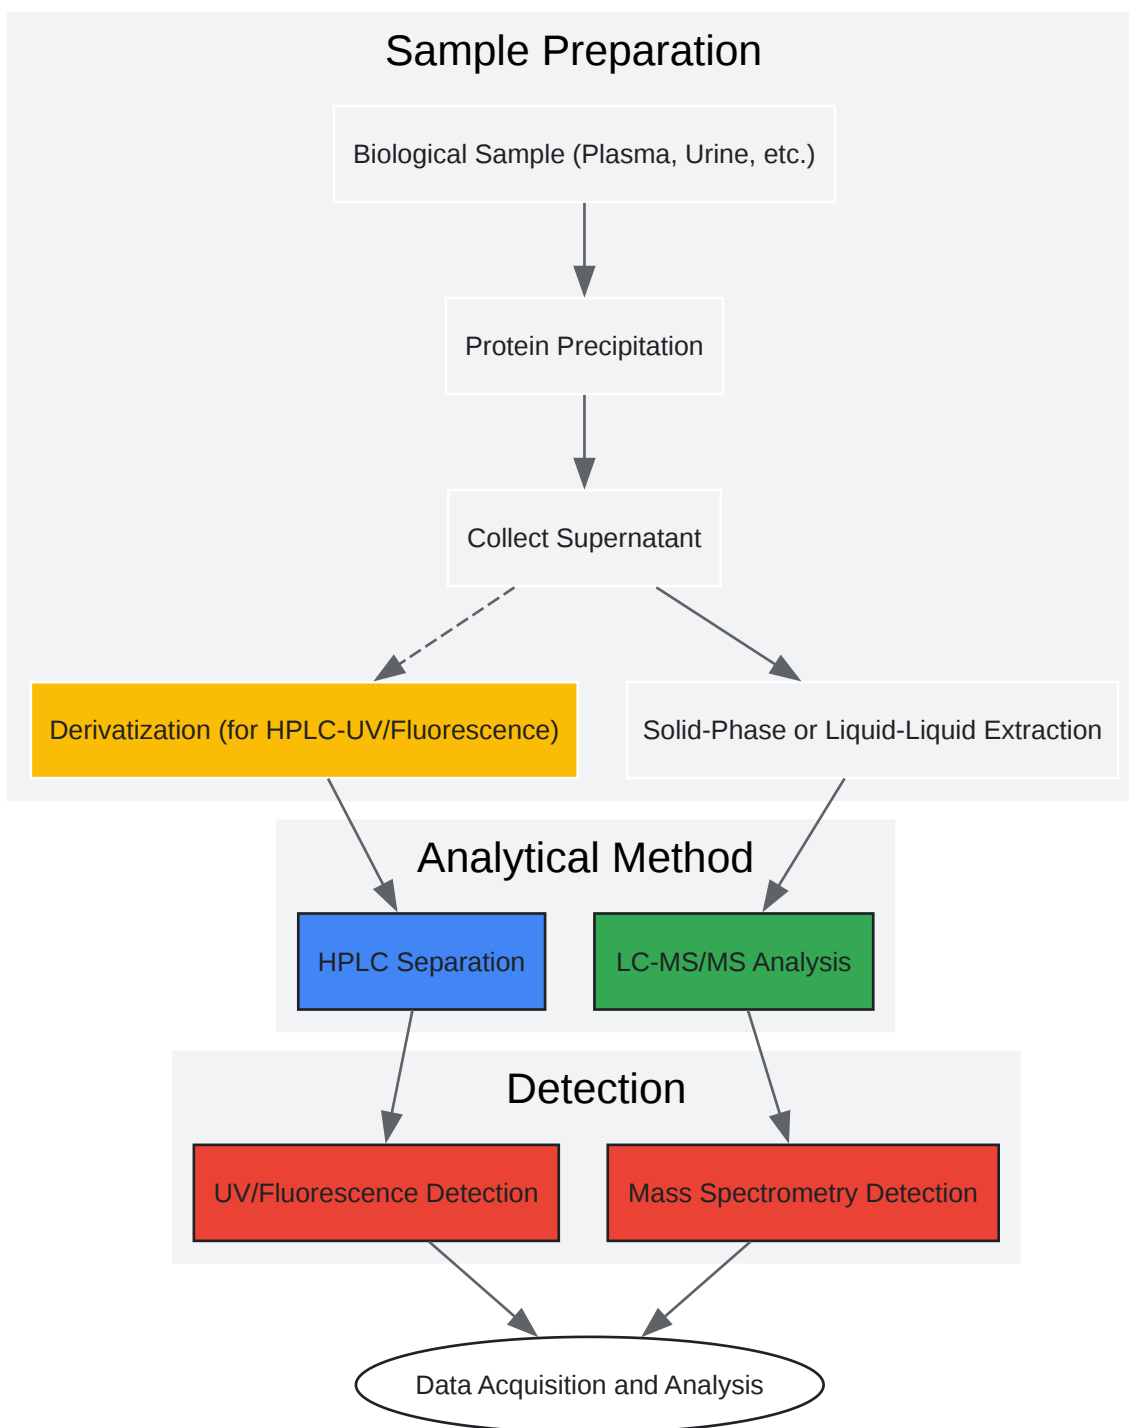 Sample Preparation
Biological Sample (Plasma, Urine, etc.)
Protein Precipitation
Collect Supernatant
Derivatization (for HPLC-UV/Fluorescence)
Solid-Phase or Liquid-Liquid Extraction
Analytical Method
HPLC Separation
LC-MS/MS Analysis
Detection
UV/Fluorescence Detection
Mass Spectrometry Detection
Data Acquisition and Analysis